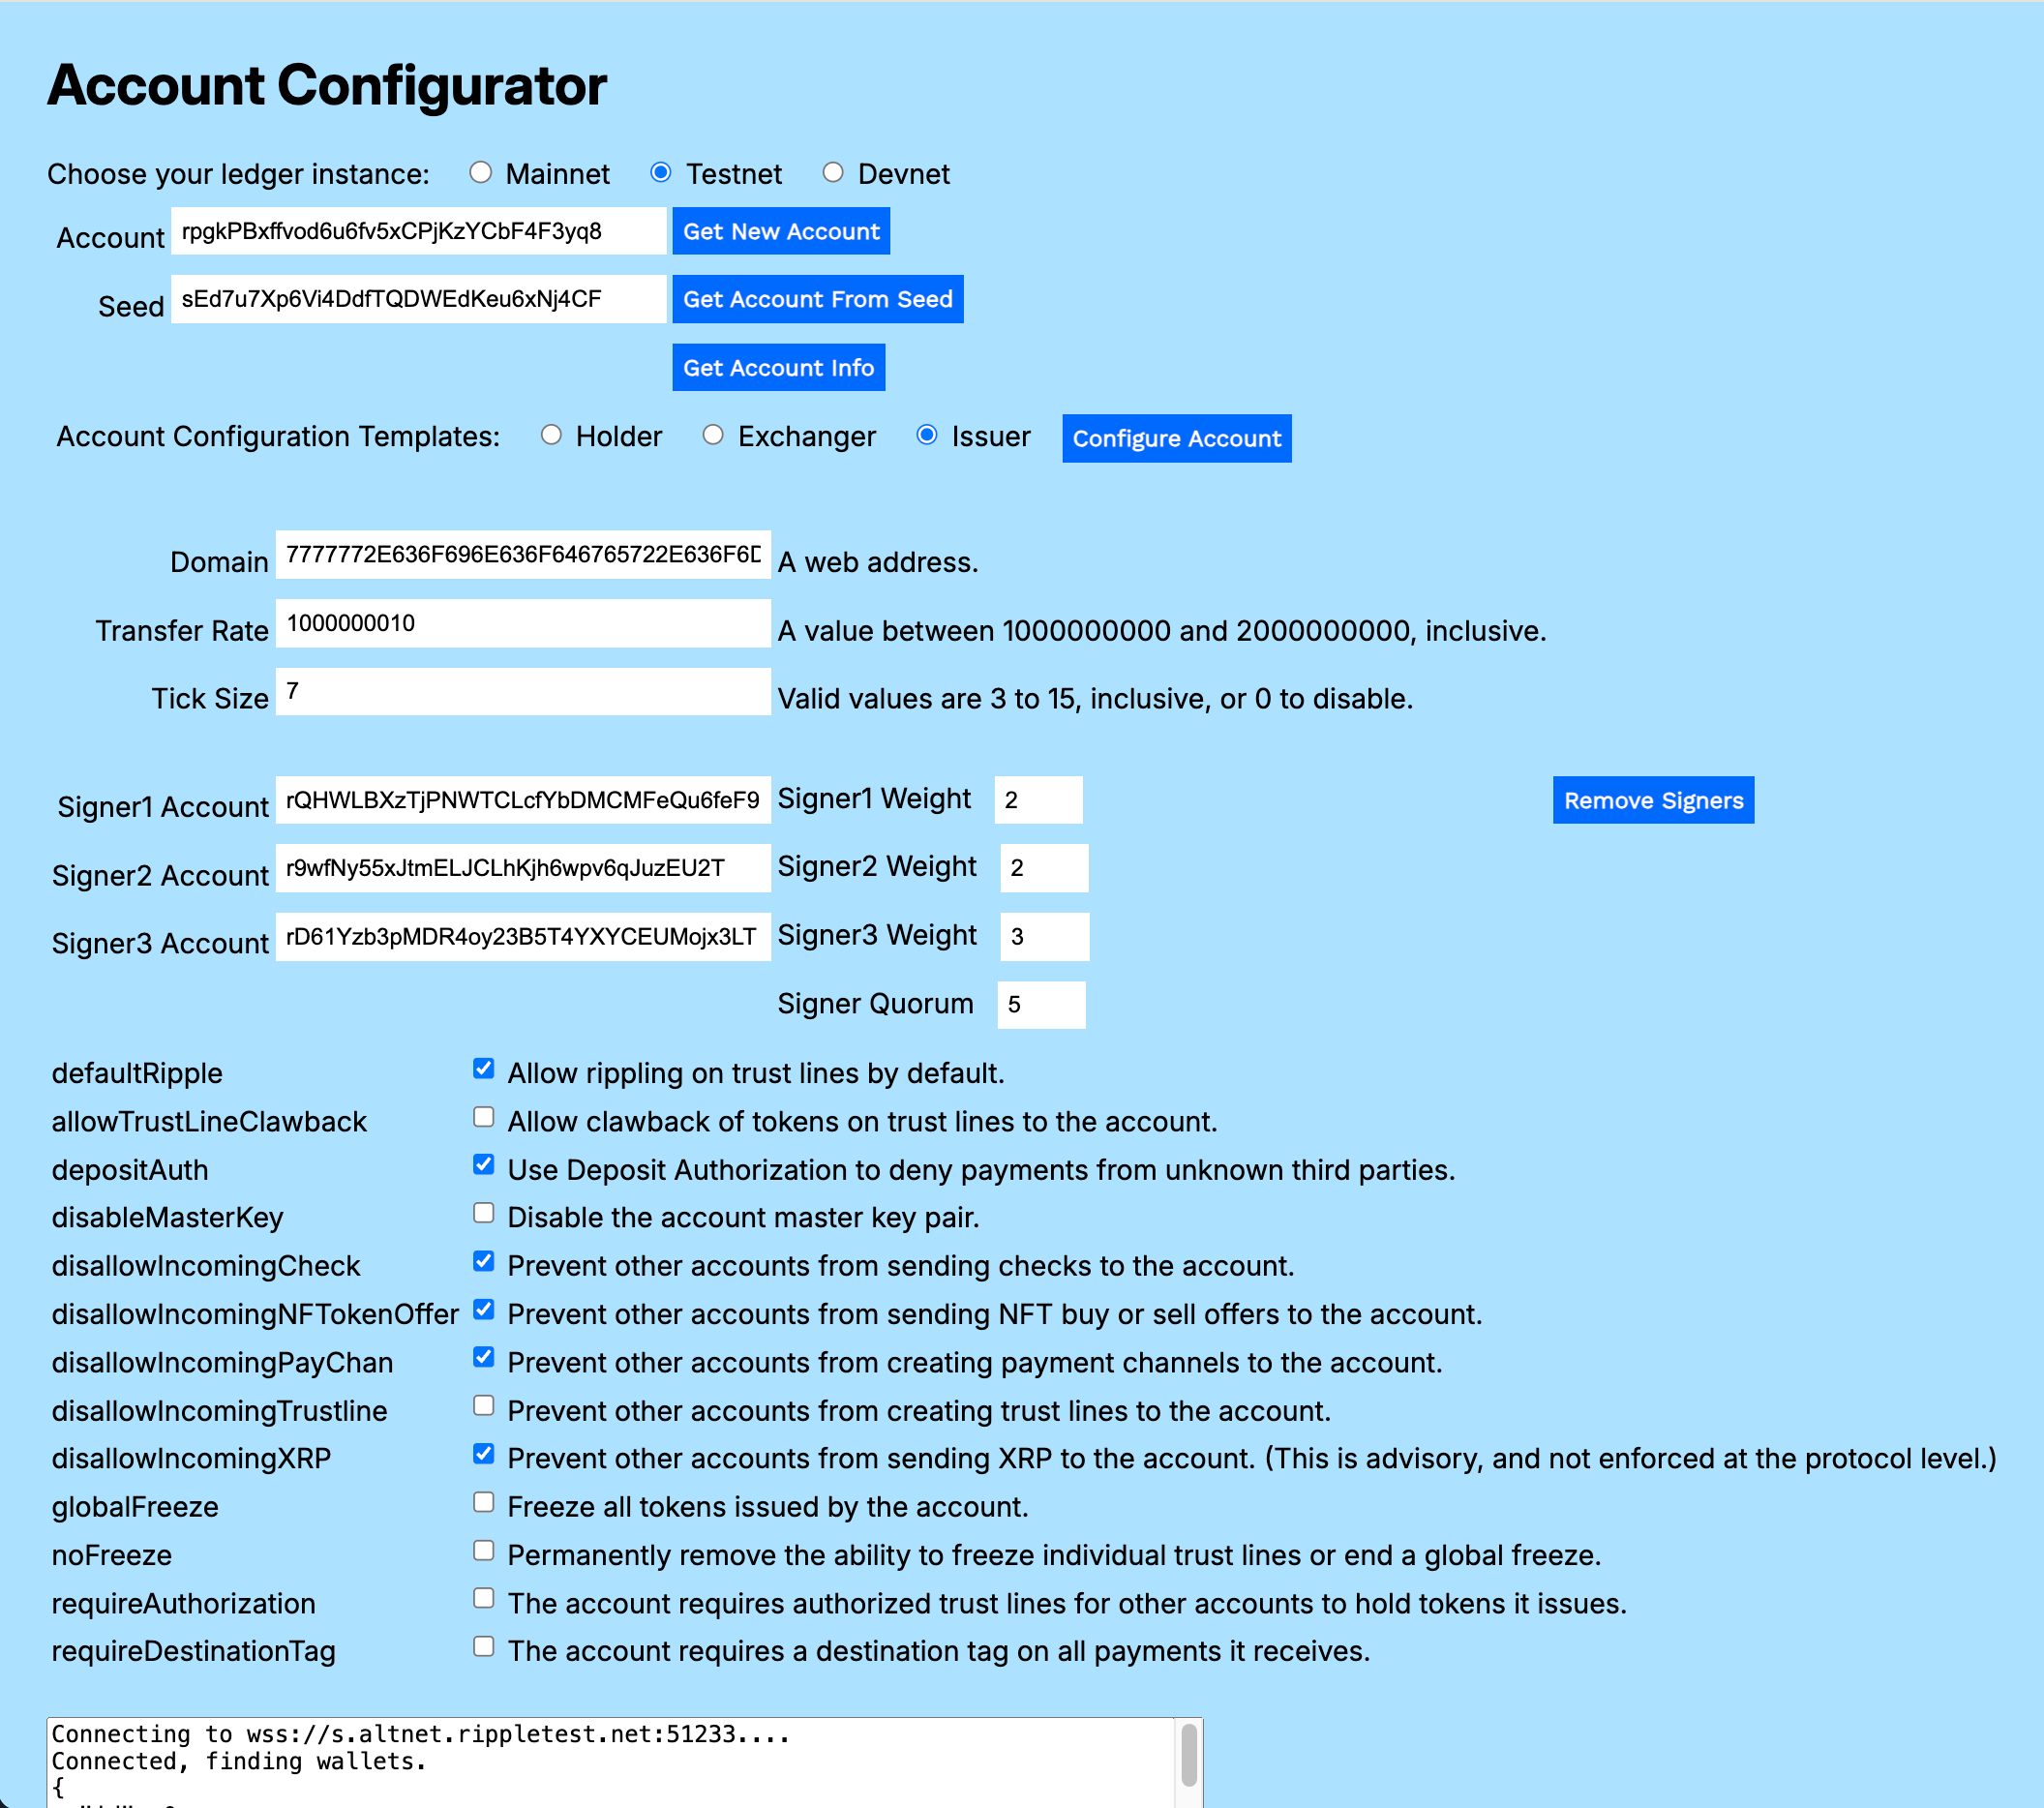 Account Configurator
Choose your ledger instance: Mainnet Testnet Devnet
Account rpgkPBxffvod6u6fv5xCPjKzYCbF4F3yq8 Get New Account
Seed sEd7u7Xp6Vi4DdfTQDWEdKeu6xNj4CF Get Account From Seed
Get Account Info
Account Configuration Templates: Holder Exchanger Issuer Configure Account
Domain 7777772E636F696E636F646765722E636F6D A web address.
Transfer Rate 1000000010 A value between 1000000000 and 2000000000, inclusive.
Tick Size 7 Valid values are 3 to 15, inclusive, or 0 to disable.
Signer1 Account rQHWLBXzTjPNWTCLcfYbDMCMFeQu6feF9 Signer1 Weight 2 Remove Signers
Signer2 Account r9wfNy55xJtmELJCLhKjh6wpv6qJuzEU2T Signer2 Weight 2
Signer3 Account rD61Yzb3pMDR4oy23B5T4YXYCEUMojx3LT Signer3 Weight 3
Signer Quorum 5
defaultRipple Allow rippling on trust lines by default.
allowTrustLineClawback Allow clawback of tokens on trust lines to the account.
depositAuth Use Deposit Authorization to deny payments from unknown third parties.
disableMasterKey Disable the account master key pair.
disallowIncomingCheck Prevent other accounts from sending checks to the account.
disallowIncomingNFTokenOffer Prevent other accounts from sending NFT buy or sell offers to the account.
disallowIncomingPayChan Prevent other accounts from creating payment channels to the account.
disallowIncomingTrustline Prevent other accounts from creating trust lines to the account.
disallowIncomingXRP Prevent other accounts from sending XRP to the account. (This is advisory, and not enforced at the protocol level.)
globalFreeze Freeze all tokens issued by the account.
noFreeze Permanently remove the ability to freeze individual trust lines or end a global freeze.
requireAuthorization The account requires authorized trust lines for other accounts to hold tokens it issues.
requireDestinationTag The account requires a destination tag on all payments it receives.
Connecting to wss://s.altnet.rippletest.net:51233....
Connected, finding wallets.
{